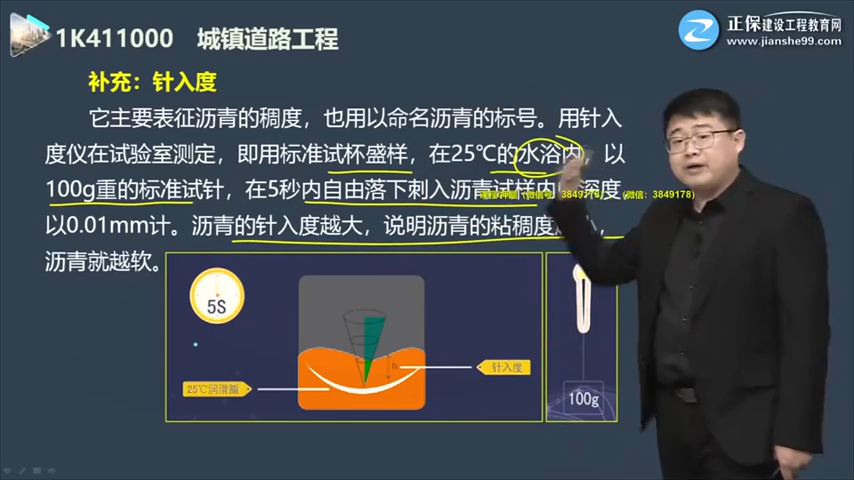 1K411000 城镇道路工程
正保建设工程教育网
www.jianshe99.com
补充：针入度
它主要表征沥青的稠度，也用以命名沥青的标号。用针入
度仪在试验室测定，即用标准试杯盛样，在25℃的水浴内，以
100g重的标准试针，在5秒内自由落下刺入沥青试样内
深度
3849178
（微信：3849178）
以0.01mm计。沥青的针入度越大，说明沥青的粘稠度
沥青就越软。
5S
h
针入度
25℃润滑脂
100g